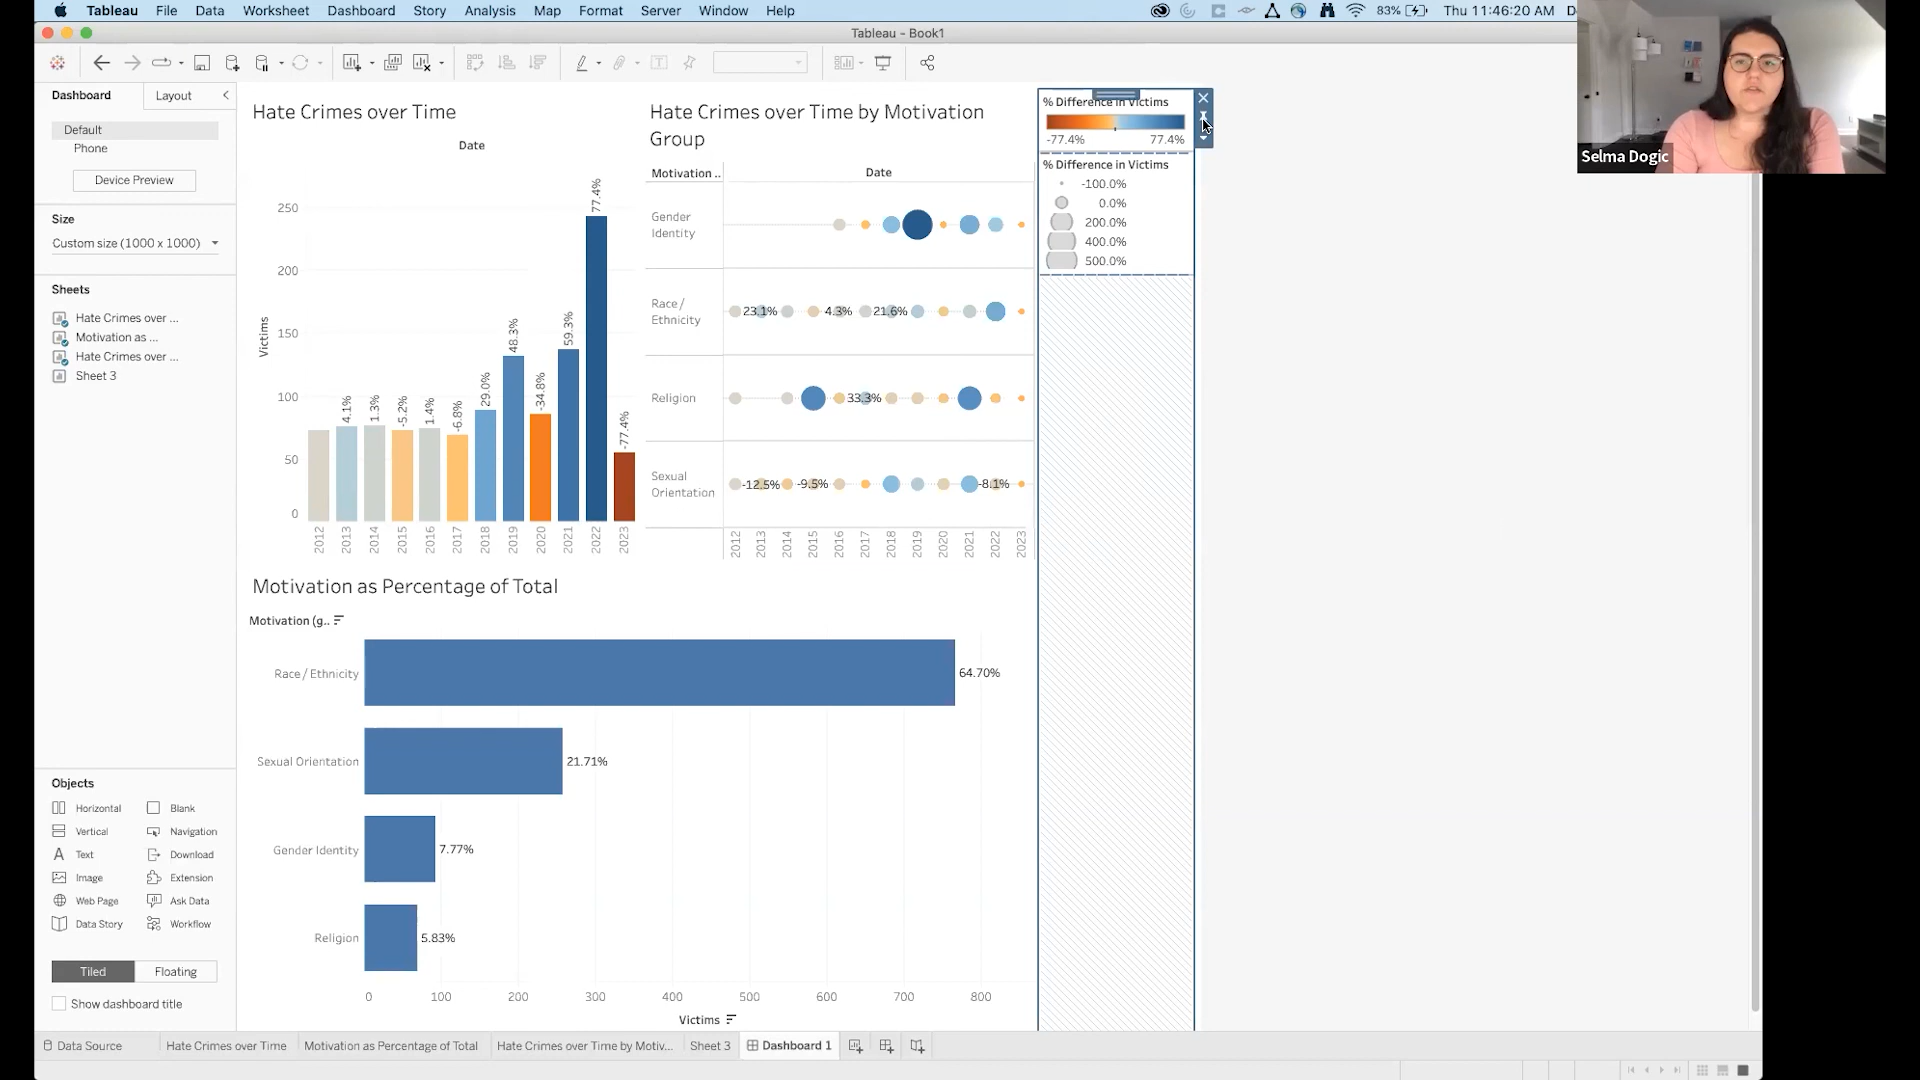 Tableau File Data Worksheet Dashboard Story Analysis Map Format Server Window Help 83% Thu 11:46:20 AM
Tableau - Book1
Dashboard Layout
Default
Phone
Device Preview
Size
Custom size (1000 x 1000)
Sheets
Hate Crimes over ...
Motivation as ...
Hate Crimes over ...
Sheet 3
Objects
Horizontal Blank
Vertical Navigation
Text Download
Image Extension
Web Page Ask Data
Data Story Workflow
Tiled Floating
Show dashboard title
Hate Crimes over Time
Date
Victims
250
200
150
100
50
0
4.1%
1.3%
-5.2%
1.4%
-6.8%
29.0%
48.3%
-34.8%
59.3%
77.4%
-77.4%
2012 2013 2014 2015 2016 2017 2018 2019 2020 2021 2022 2023
Hate Crimes over Time by Motivation
Group
Motivation .. Date
Gender
Identity
Race /
Ethnicity
23.1% 4.3% 21.6%
Religion
33.3%
Sexual
Orientation
-12.5% -9.5% -8.1%
2012 2013 2014 2015 2016 2017 2018 2019 2020 2021 2022 2023
% Difference in Victims
-77.4% 77.4%
% Difference in Victims
-100.0%
0.0%
200.0%
400.0%
500.0%
Selma Dogic
Motivation as Percentage of Total
Motivation (g..
Race / Ethnicity 64.70%
Sexual Orientation 21.71%
Gender Identity 7.77%
Religion 5.83%
0 100 200 300 400 500 600 700 800
Victims
Data Source Hate Crimes over Time Motivation as Percentage of Total Hate Crimes over Time by Motiv... Sheet 3 Dashboard 1